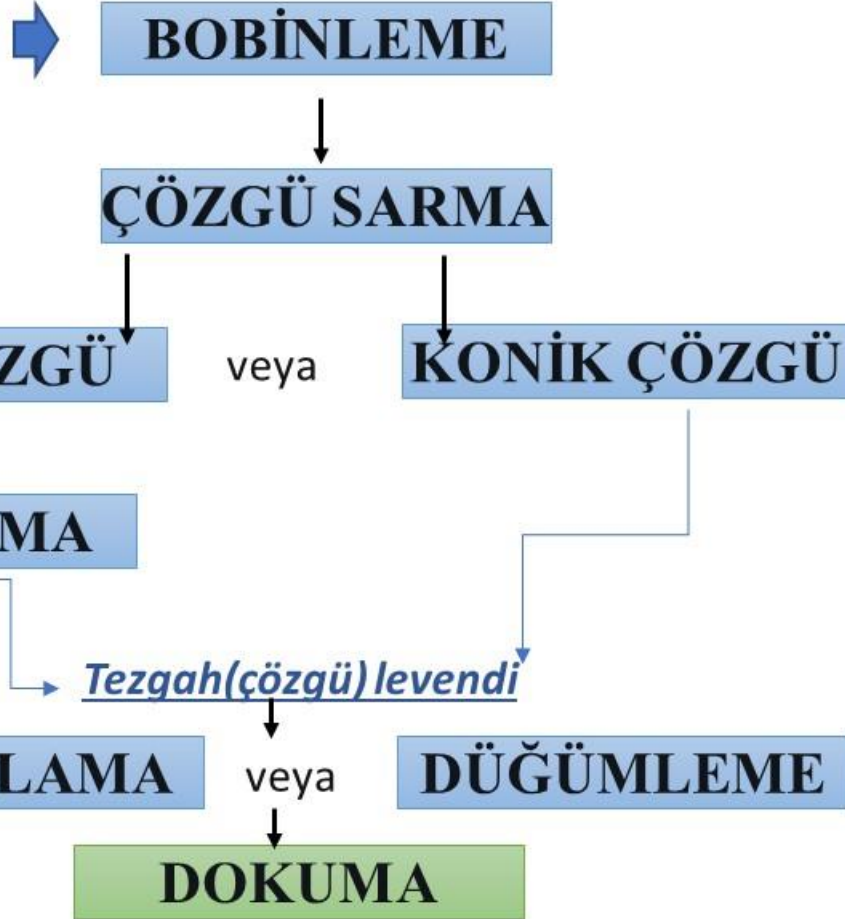 BOBİNLEME
ÇÖZGÜ SARMA
ZGÜ veya KONİK ÇÖZGÜ
MA
Tezgah(çözgü) levendi
LAMA veya DÜĞÜMLEME
DOKUMA